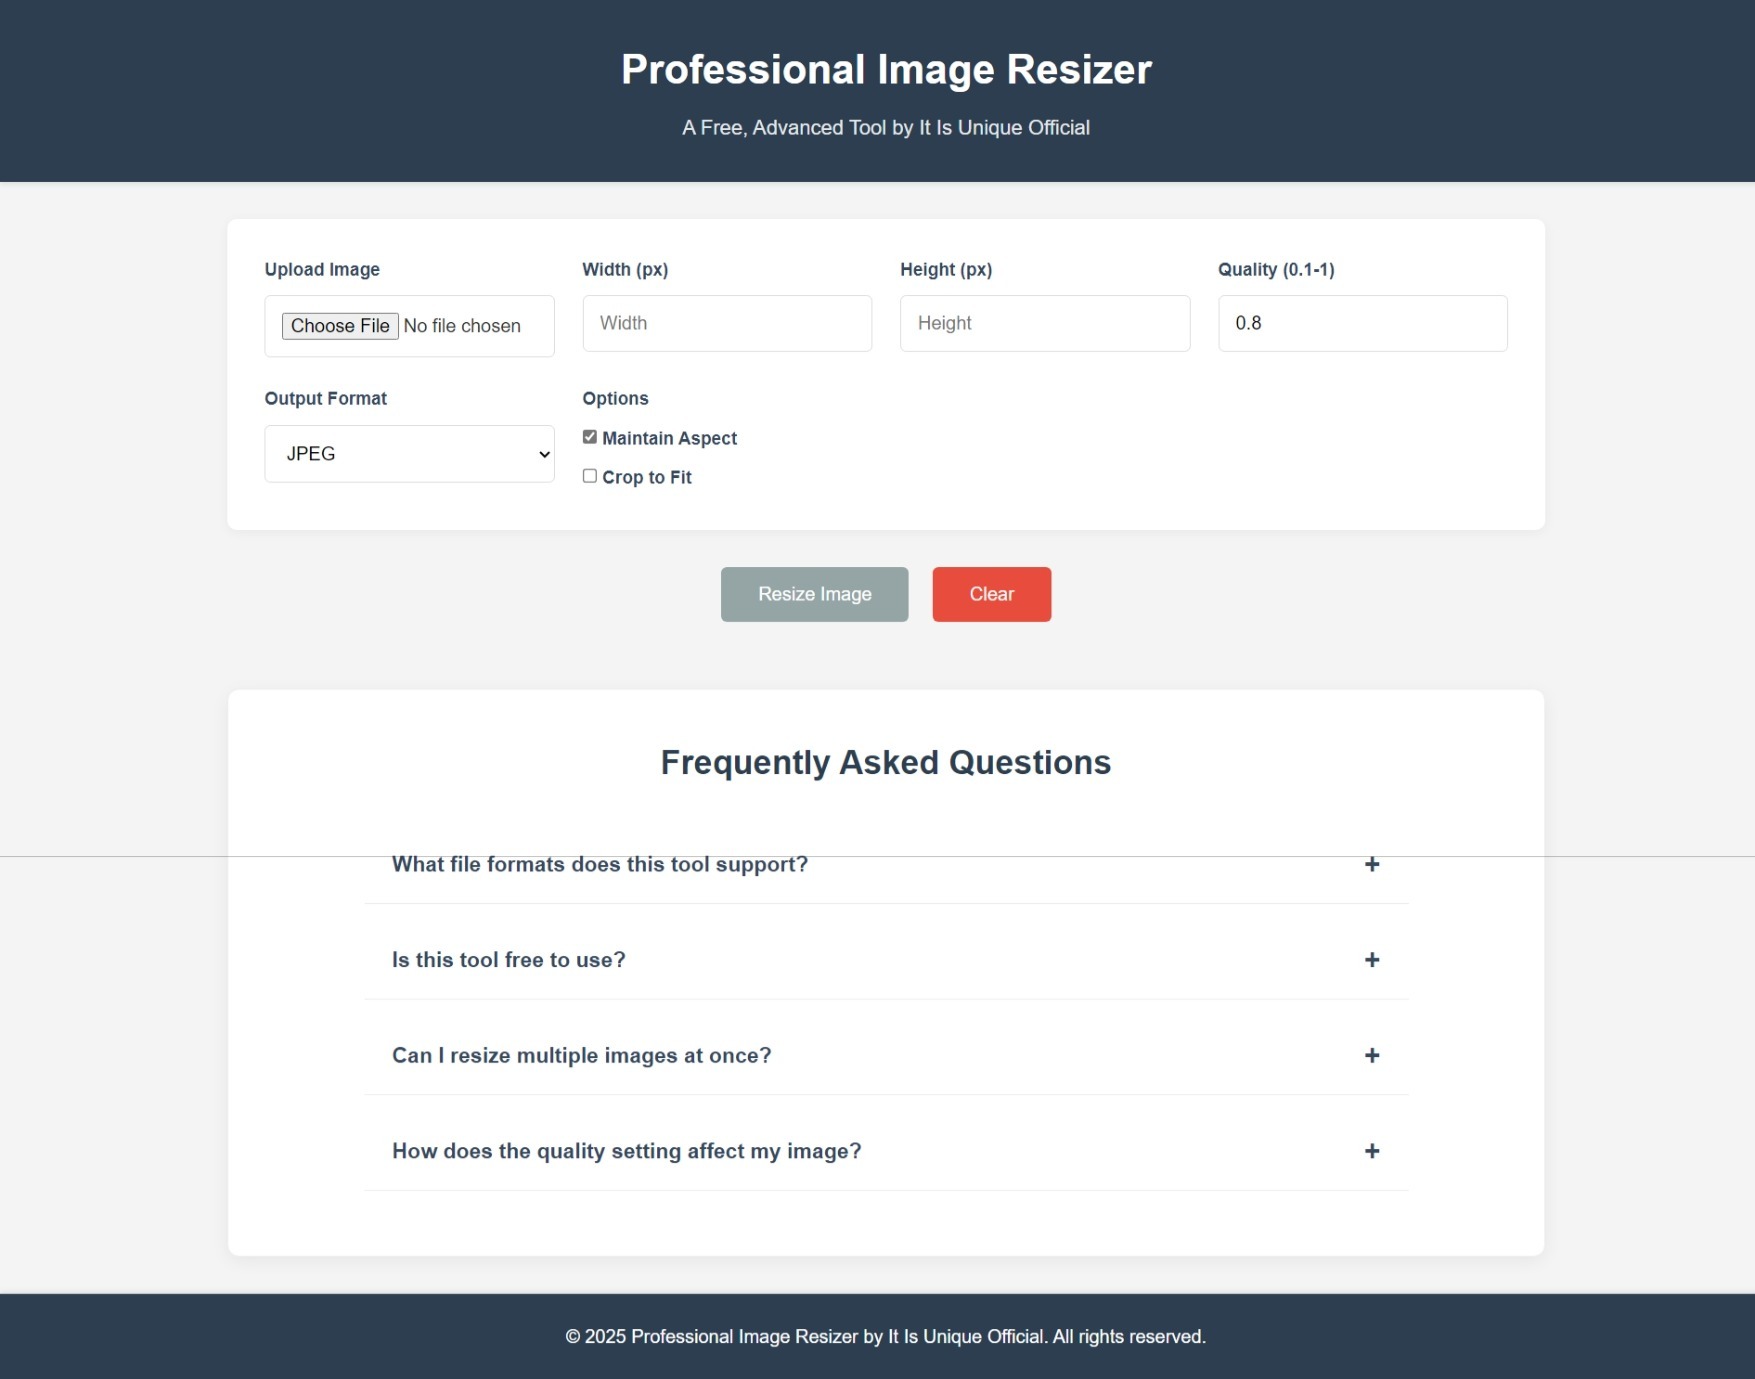 Professional Image Resizer
A Free, Advanced Tool by It Is Unique Official
Upload Image
Choose File No file chosen
Width (px)
Width
Height (px)
Height
Quality (0.1-1)
0.8
Output Format
JPEG
Options
Maintain Aspect
Crop to Fit
Resize Image
Clear
Frequently Asked Questions
What file formats does this tool support?
+
Is this tool free to use?
+
Can I resize multiple images at once?
+
How does the quality setting affect my image?
+
© 2025 Professional Image Resizer by It Is Unique Official. All rights reserved.